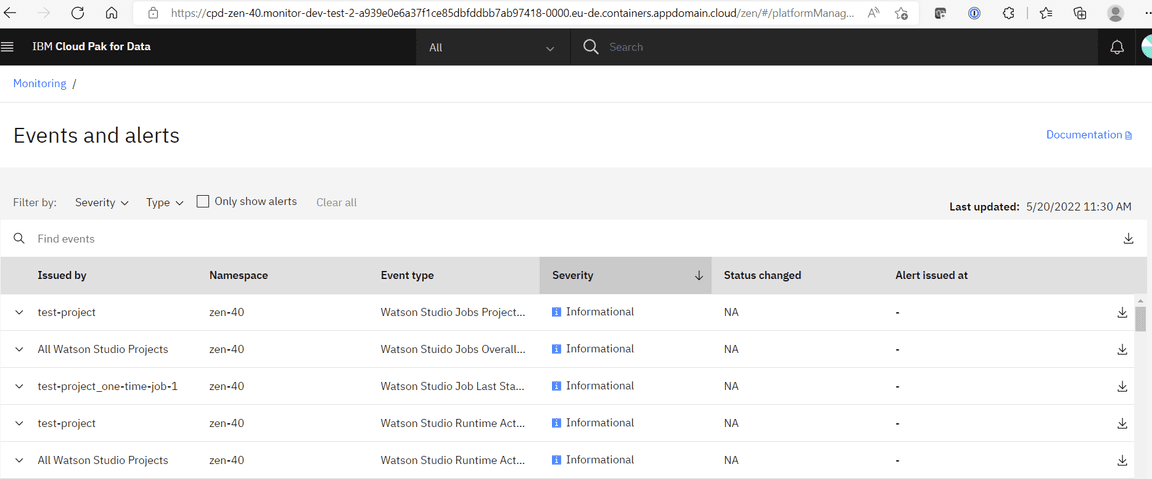 https://cpd-zen-40.monitor-dev-test-2-a939e0e6a37f1ce85dbfddbb7ab97418-0000.eu-de.containers.appdomain.cloud/zen/#/platformManag...
IBM Cloud Pak for Data All Search
Monitoring /
Events and alerts Documentation
Filter by: Severity Type Only show alerts Clear all Last updated: 5/20/2022 11:30 AM
Find events
Issued by Namespace Event type Severity Status changed Alert issued at
test-project zen-40 Watson Studio Jobs Project... Informational NA -
All Watson Studio Projects zen-40 Watson Stuido Jobs Overall... Informational NA -
test-project_one-time-job-1 zen-40 Watson Studio Job Last Sta... Informational NA -
test-project zen-40 Watson Studio Runtime Act... Informational NA -
All Watson Studio Projects zen-40 Watson Studio Runtime Act... Informational NA -